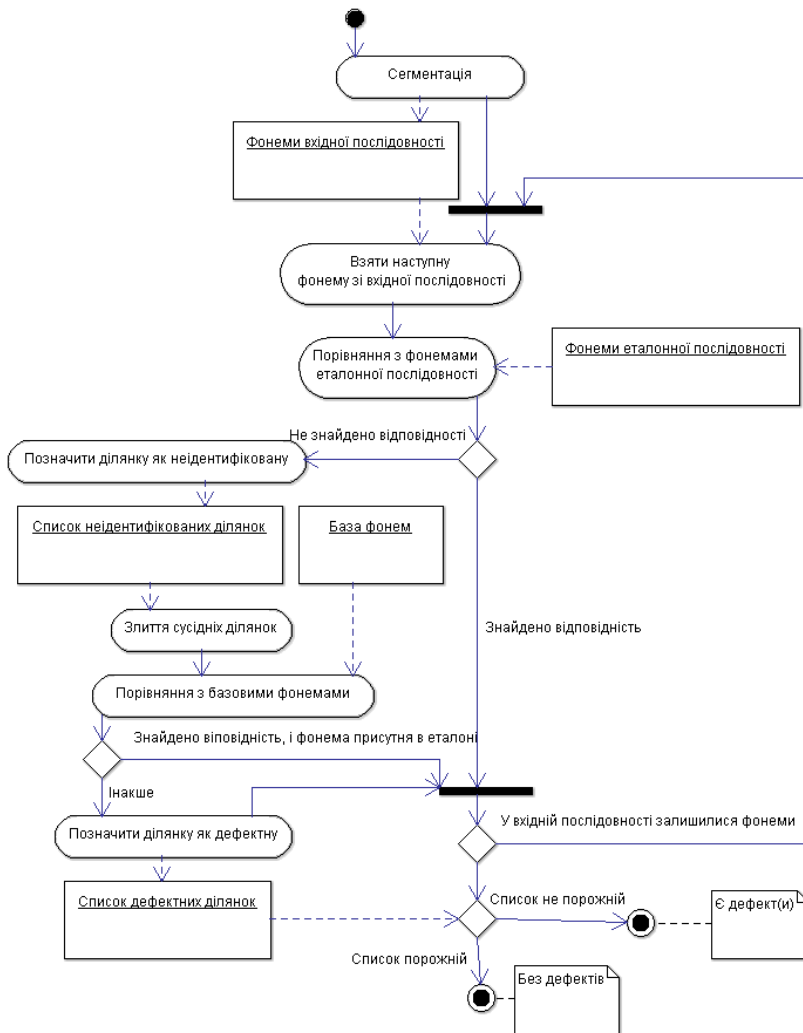 Сегментація
Фонеми вхідної послідовності
Взяти наступну
фонему зі вхідної послідовності
Порівняння з фонемами
еталонної послідовності
Фонеми еталонної послідовності
Не знайдено відповідності
Позначити ділянку як неідентифіковану
Список неідентифікованих ділянок
База фонем
Злиття сусідніх ділянок
Знайдено відповідність
Порівняння з базовими фонемами
Знайдено віповідність, і фонема присутня в еталоні
Інакше
Позначити ділянку як дефектну
У вхідній послідовності залишилися фонеми
Список дефектних ділянок
Список не порожній
Є дефект(и)
Список порожній
Без дефектів